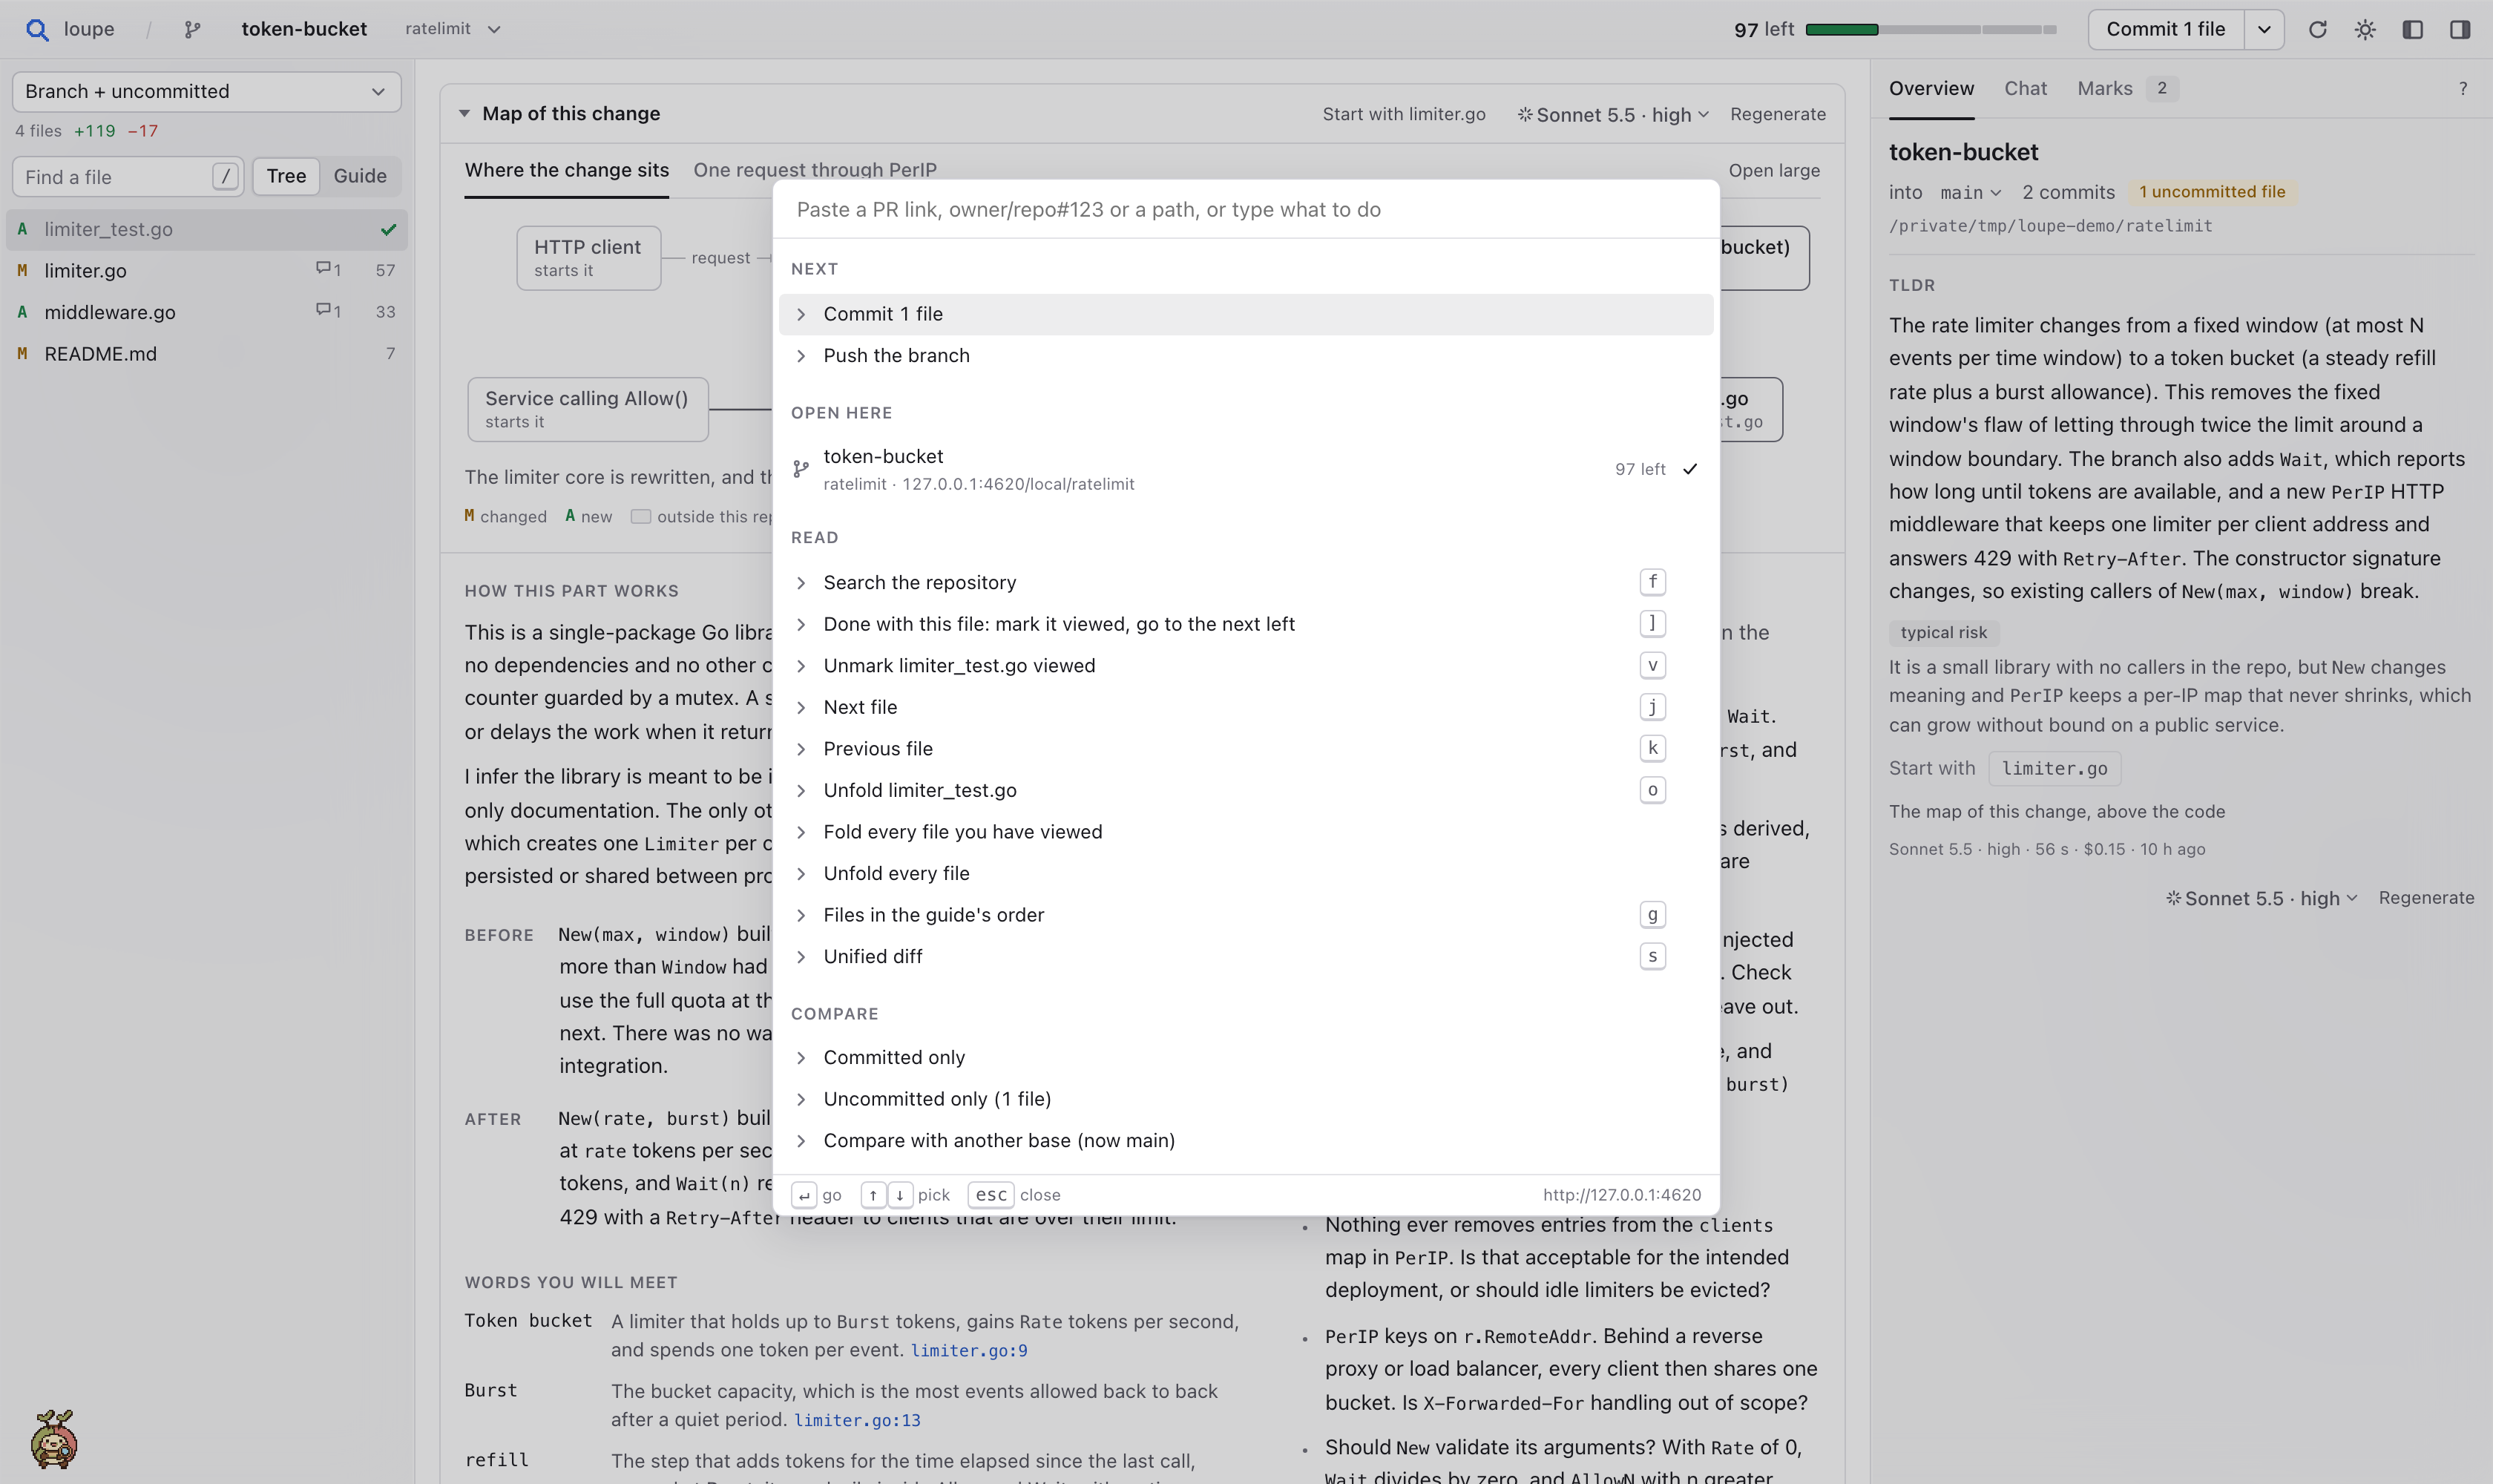 loupe / token-bucket ratelimit
97 left
Commit 1 file
Branch + uncommitted
4 files +119 −17
Find a file /
Tree Guide
A limiter_test.go
M limiter.go 1 57
A middleware.go 1 33
M README.md 7
Map of this change
Start with limiter.go
Sonnet 5.5 · high
Regenerate
Where the change sits
One request through PerIP
Open large
HTTP client
starts it
request
bucket)
Service calling Allow()
starts it
.go
st.go
The limiter core is rewritten, and th
M changed A new outside this rep
HOW THIS PART WORKS
This is a single-package Go libra
no dependencies and no other c
counter guarded by a mutex. A s
or delays the work when it return
I infer the library is meant to be i
only documentation. The only ot
which creates one Limiter per c
persisted or shared between pro
BEFORE New(max, window) buil
more than Window had
use the full quota at th
next. There was no wa
integration.
AFTER New(rate, burst) buil
at rate tokens per sec
tokens, and Wait(n) re
429 with a Retry-After header to clients that are over their limit.
WORDS YOU WILL MEET
Token bucket A limiter that holds up to Burst tokens, gains Rate tokens per second,
and spends one token per event. limiter.go:9
Burst The bucket capacity, which is the most events allowed back to back
after a quiet period. limiter.go:13
refill The step that adds tokens for the time elapsed since the last call,
n the
Wait.
rst, and
s derived,
are
njected
. Check
eave out.
e, and
burst)
Nothing ever removes entries from the clients
map in PerIP. Is that acceptable for the intended
deployment, or should idle limiters be evicted?
PerIP keys on r.RemoteAddr. Behind a reverse
proxy or load balancer, every client then shares one
bucket. Is X-Forwarded-For handling out of scope?
Should New validate its arguments? With Rate of 0,
Wait divides by zero, and AllowN with n greater
Paste a PR link, owner/repo#123 or a path, or type what to do
NEXT
Commit 1 file
Push the branch
OPEN HERE
token-bucket
ratelimit · 127.0.0.1:4620/local/ratelimit
97 left
READ
Search the repository f
Done with this file: mark it viewed, go to the next left ]
Unmark limiter_test.go viewed v
Next file j
Previous file k
Unfold limiter_test.go o
Fold every file you have viewed
Unfold every file
Files in the guide's order g
Unified diff s
COMPARE
Committed only
Uncommitted only (1 file)
Compare with another base (now main)
↵ go ↑ ↓ pick esc close
http://127.0.0.1:4620
Overview Chat Marks 2 ?
token-bucket
into main 2 commits 1 uncommitted file
/private/tmp/loupe-demo/ratelimit
TLDR
The rate limiter changes from a fixed window (at most N
events per time window) to a token bucket (a steady refill
rate plus a burst allowance). This removes the fixed
window's flaw of letting through twice the limit around a
window boundary. The branch also adds Wait, which reports
how long until tokens are available, and a new PerIP HTTP
middleware that keeps one limiter per client address and
answers 429 with Retry-After. The constructor signature
changes, so existing callers of New(max, window) break.
typical risk
It is a small library with no callers in the repo, but New changes
meaning and PerIP keeps a per-IP map that never shrinks, which
can grow without bound on a public service.
Start with limiter.go
The map of this change, above the code
Sonnet 5.5 · high · 56 s · $0.15 · 10 h ago
Sonnet 5.5 · high
Regenerate